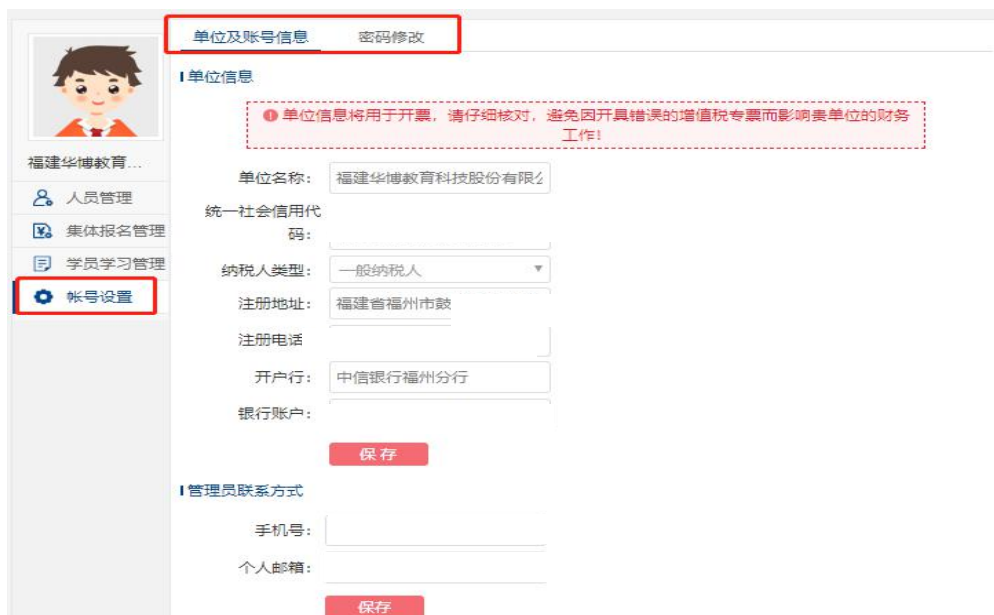 单位及账号信息 密码修改
单位信息
单位信息将用于开票，请仔细核对，避免因开具错误的增值税专票而影响贵单位的财务
工作！
福建华博教育...
人员管理
集体报名管理
学员学习管理
帐号设置
单位名称： 福建华博教育科技股份有限公
统一社会信用代
码：
纳税人类型： 一般纳税人
注册地址： 福建省福州市鼓
注册电话
开户行： 中信银行福州分行
银行账户：
保存
管理员联系方式
手机号：
个人邮箱：
保存